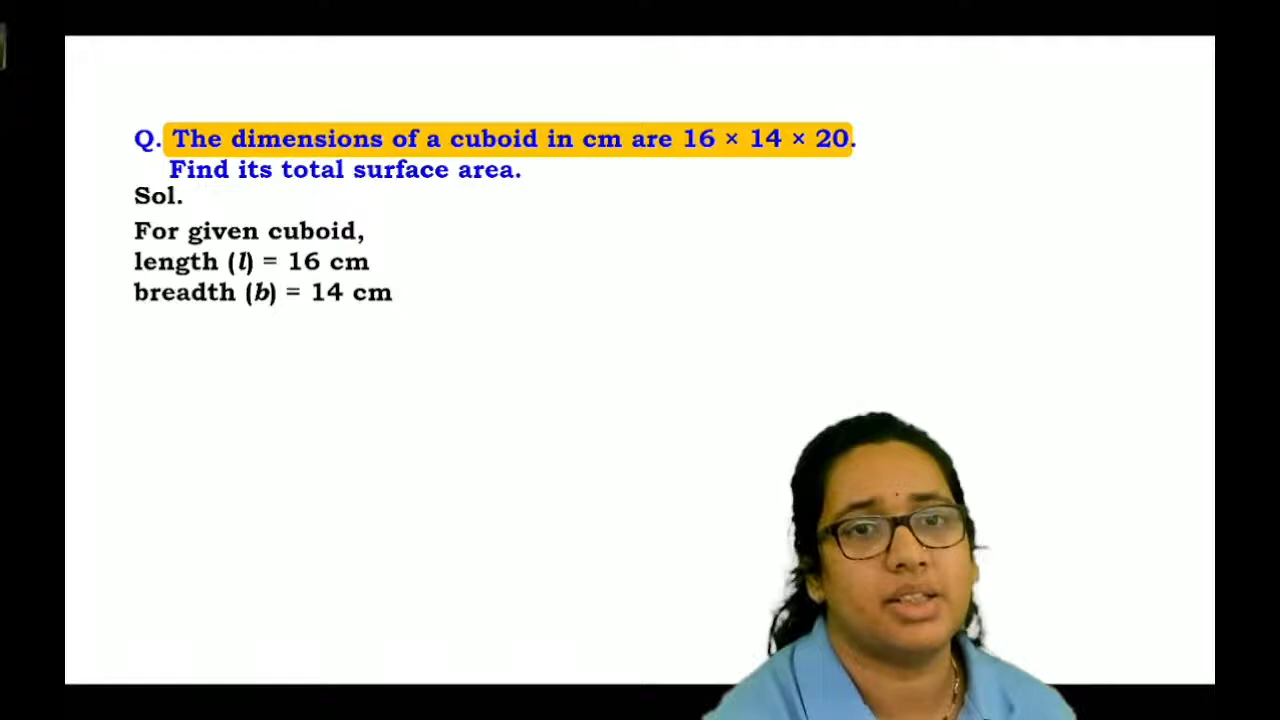 Q. The dimensions of a cuboid in cm are 16 × 14 × 20.
Find its total surface area.
Sol.
For given cuboid,
length (l) = 16 cm
breadth (b) = 14 cm